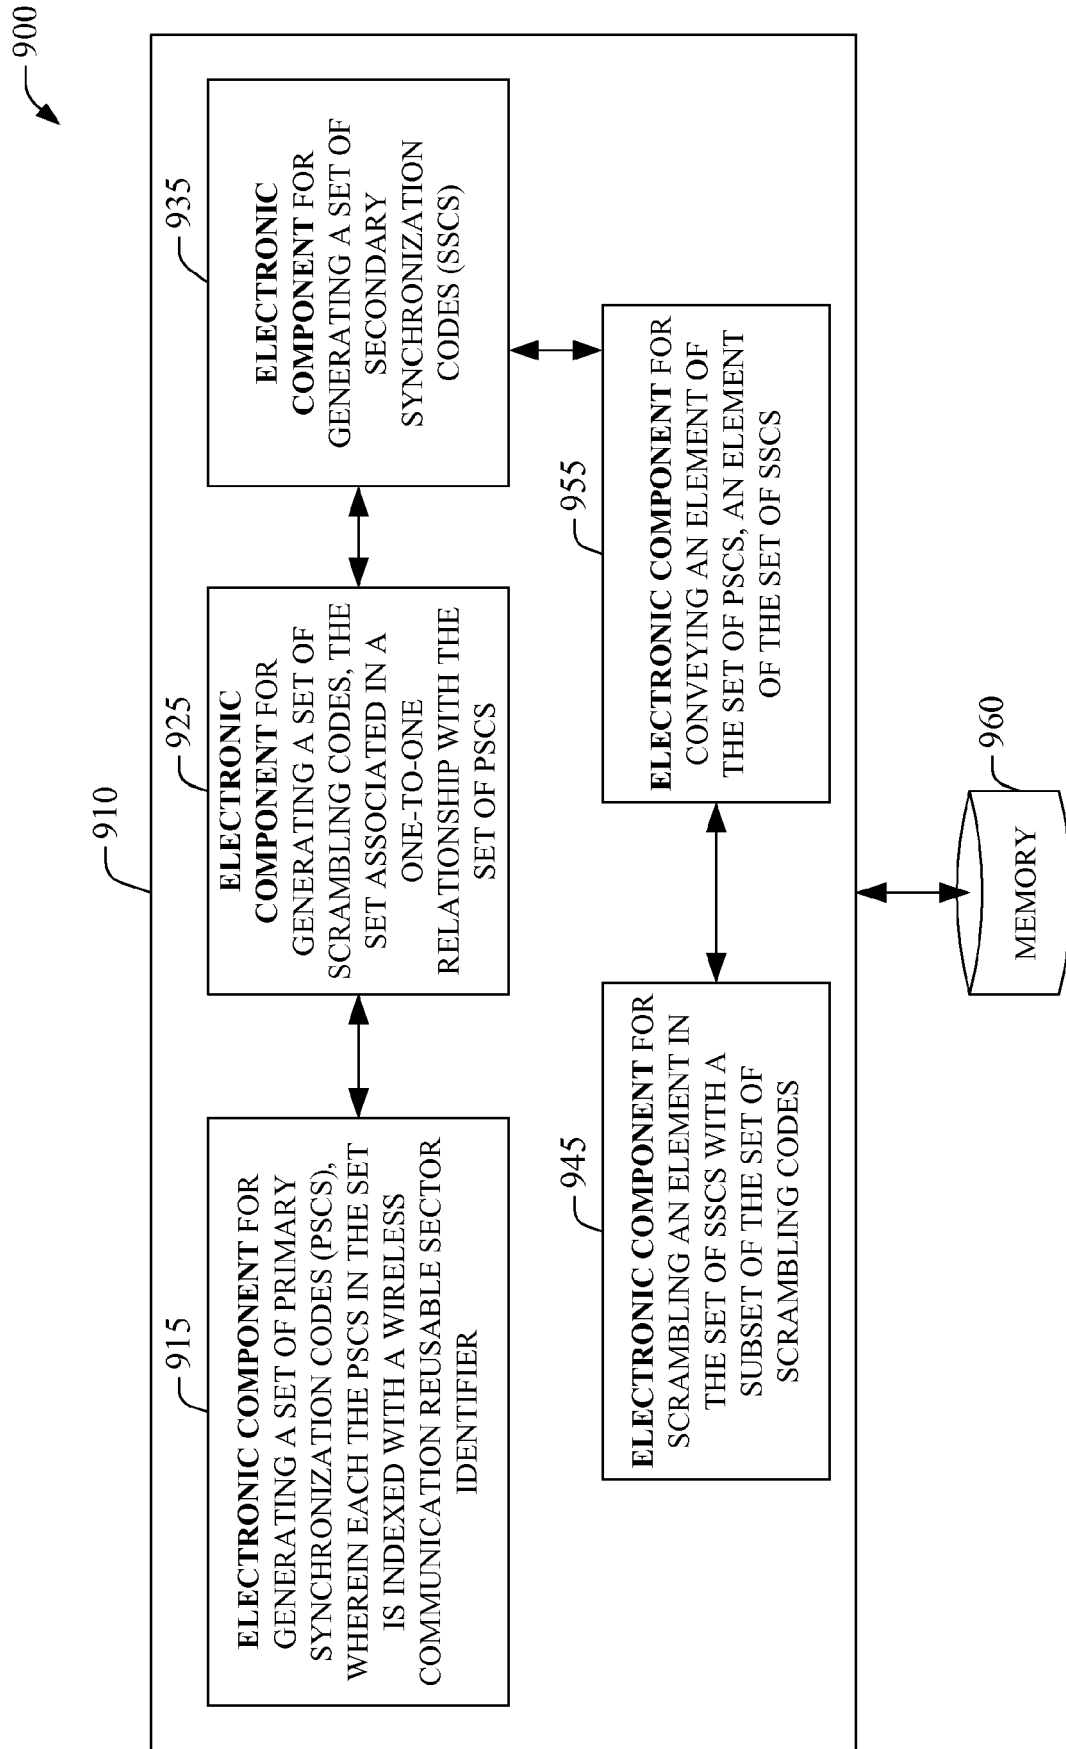 900
910
915
ELECTRONIC COMPONENT FOR
GENERATING A SET OF PRIMARY
SYNCHRONIZATION CODES (PSCS),
WHEREIN EACH THE PSCS IN THE SET
IS INDEXED WITH A WIRELESS
COMMUNICATION REUSABLE SECTOR
IDENTIFIER
925
ELECTRONIC
COMPONENT FOR
GENERATING A SET OF
SCRAMBLING CODES, THE
SET ASSOCIATED IN A
ONE-TO-ONE
RELATIONSHIP WITH THE
SET OF PSCS
935
ELECTRONIC
COMPONENT FOR
GENERATING A SET OF
SECONDARY
SYNCHRONIZATION
CODES (SSCS)
945
ELECTRONIC COMPONENT FOR
SCRAMBLING AN ELEMENT IN
THE SET OF SSCS WITH A
SUBSET OF THE SET OF
SCRAMBLING CODES
955
ELECTRONIC COMPONENT FOR
CONVEYING AN ELEMENT OF
THE SET OF PSCS, AN ELEMENT
OF THE SET OF SSCS
960
MEMORY